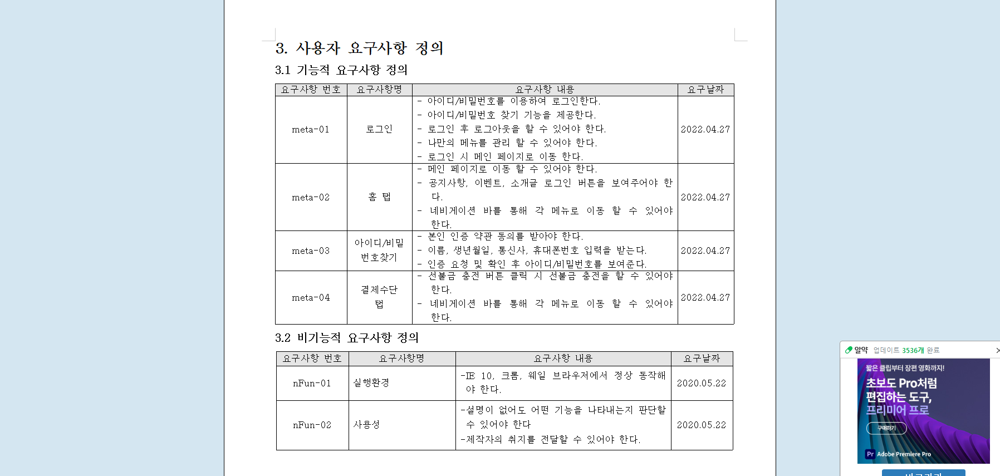 3. 사용자 요구사항 정의
3.1 기능적 요구사항 정의
요구사항 번호 요구사항명 요구사항 내용 요구날짜
meta-01 로그인 2022.04.27
- 아이디/비밀번호를 이용하여 로그인한다.
- 아이디/비밀번호 찾기 기능을 제공한다.
- 로그인 후 로그아웃을 할 수 있어야 한다.
- 나만의 메뉴를 관리 할 수 있어야 한다.
- 로그인 시 메인 페이지로 이동 한다.
meta-02 홈 탭 2022.04.27
- 메인 페이지로 이동 할 수 있어야 한다.
- 공지사항, 이벤트, 소개글 로그인 버튼을 보여주어야 한
다.
- 네비게이션 바를 통해 각 메뉴로 이동 할 수 있어야
한다.
meta-03 2022.04.27
아이디/비밀
번호찾기
- 본인 인증 약관 동의를 받아야 한다.
- 이름, 생년월일, 통신사, 휴대폰번호 입력을 받는다.
- 인증 요청 및 확인 후 아이디/비밀번호를 보여준다.
meta-04 2022.04.27
결제수단
탭
- 선불금 충전 버튼 클릭 시 선불금 충전을 할 수 있어야
한다.
- 네비게이션 바를 통해 각 메뉴로 이동 할 수 있어야
한다.
3.2 비기능적 요구사항 정의
요구사항 번호 요구사항명 요구사항 내용 요구날짜
nFun-01 실행환경 2020.05.22
-IE 10, 크롬, 웨일 브라우저에서 정상 동작해
야 한다.
nFun-02 사용성 2020.05.22
-설명이 없어도 어떤 기능을 나타내는지 판단할
수 있어야 한다
-제작자의 취지를 전달할 수 있어야 한다.
알약 업데이트 3536개 완료
짧은 클립부터 장편 영화까지!
초보도 Pro처럼
편집하는 도구,
프리미어 프로
구매하기
Pr Adobe Premiere Pro